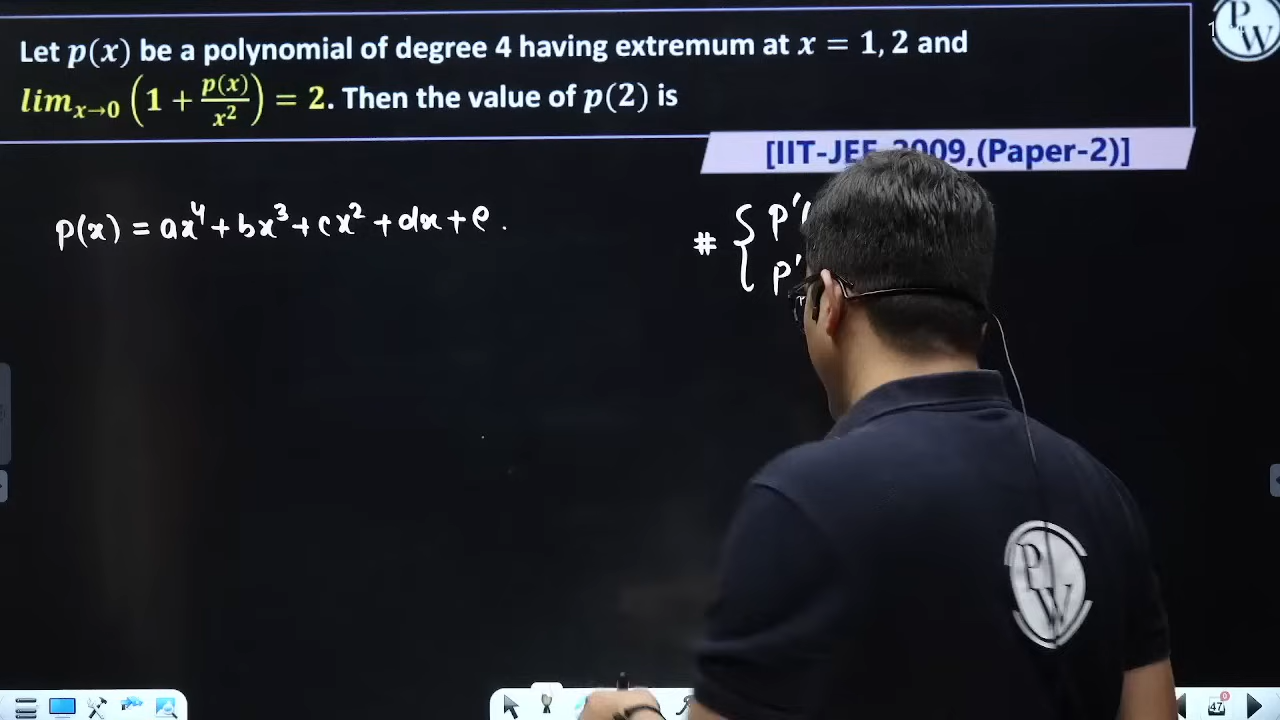 Let p(x) be a polynomial of degree 4 having extremum at x = 1, 2 and
lim_{x→0} (1 + p(x)/x²) = 2. Then the value of p(2) is
[IIT-JEE 2009,(Paper-2)]
p(x) = ax⁴ + bx³ + cx² + dx + e .
# { p'(
p'
P W
P W
47